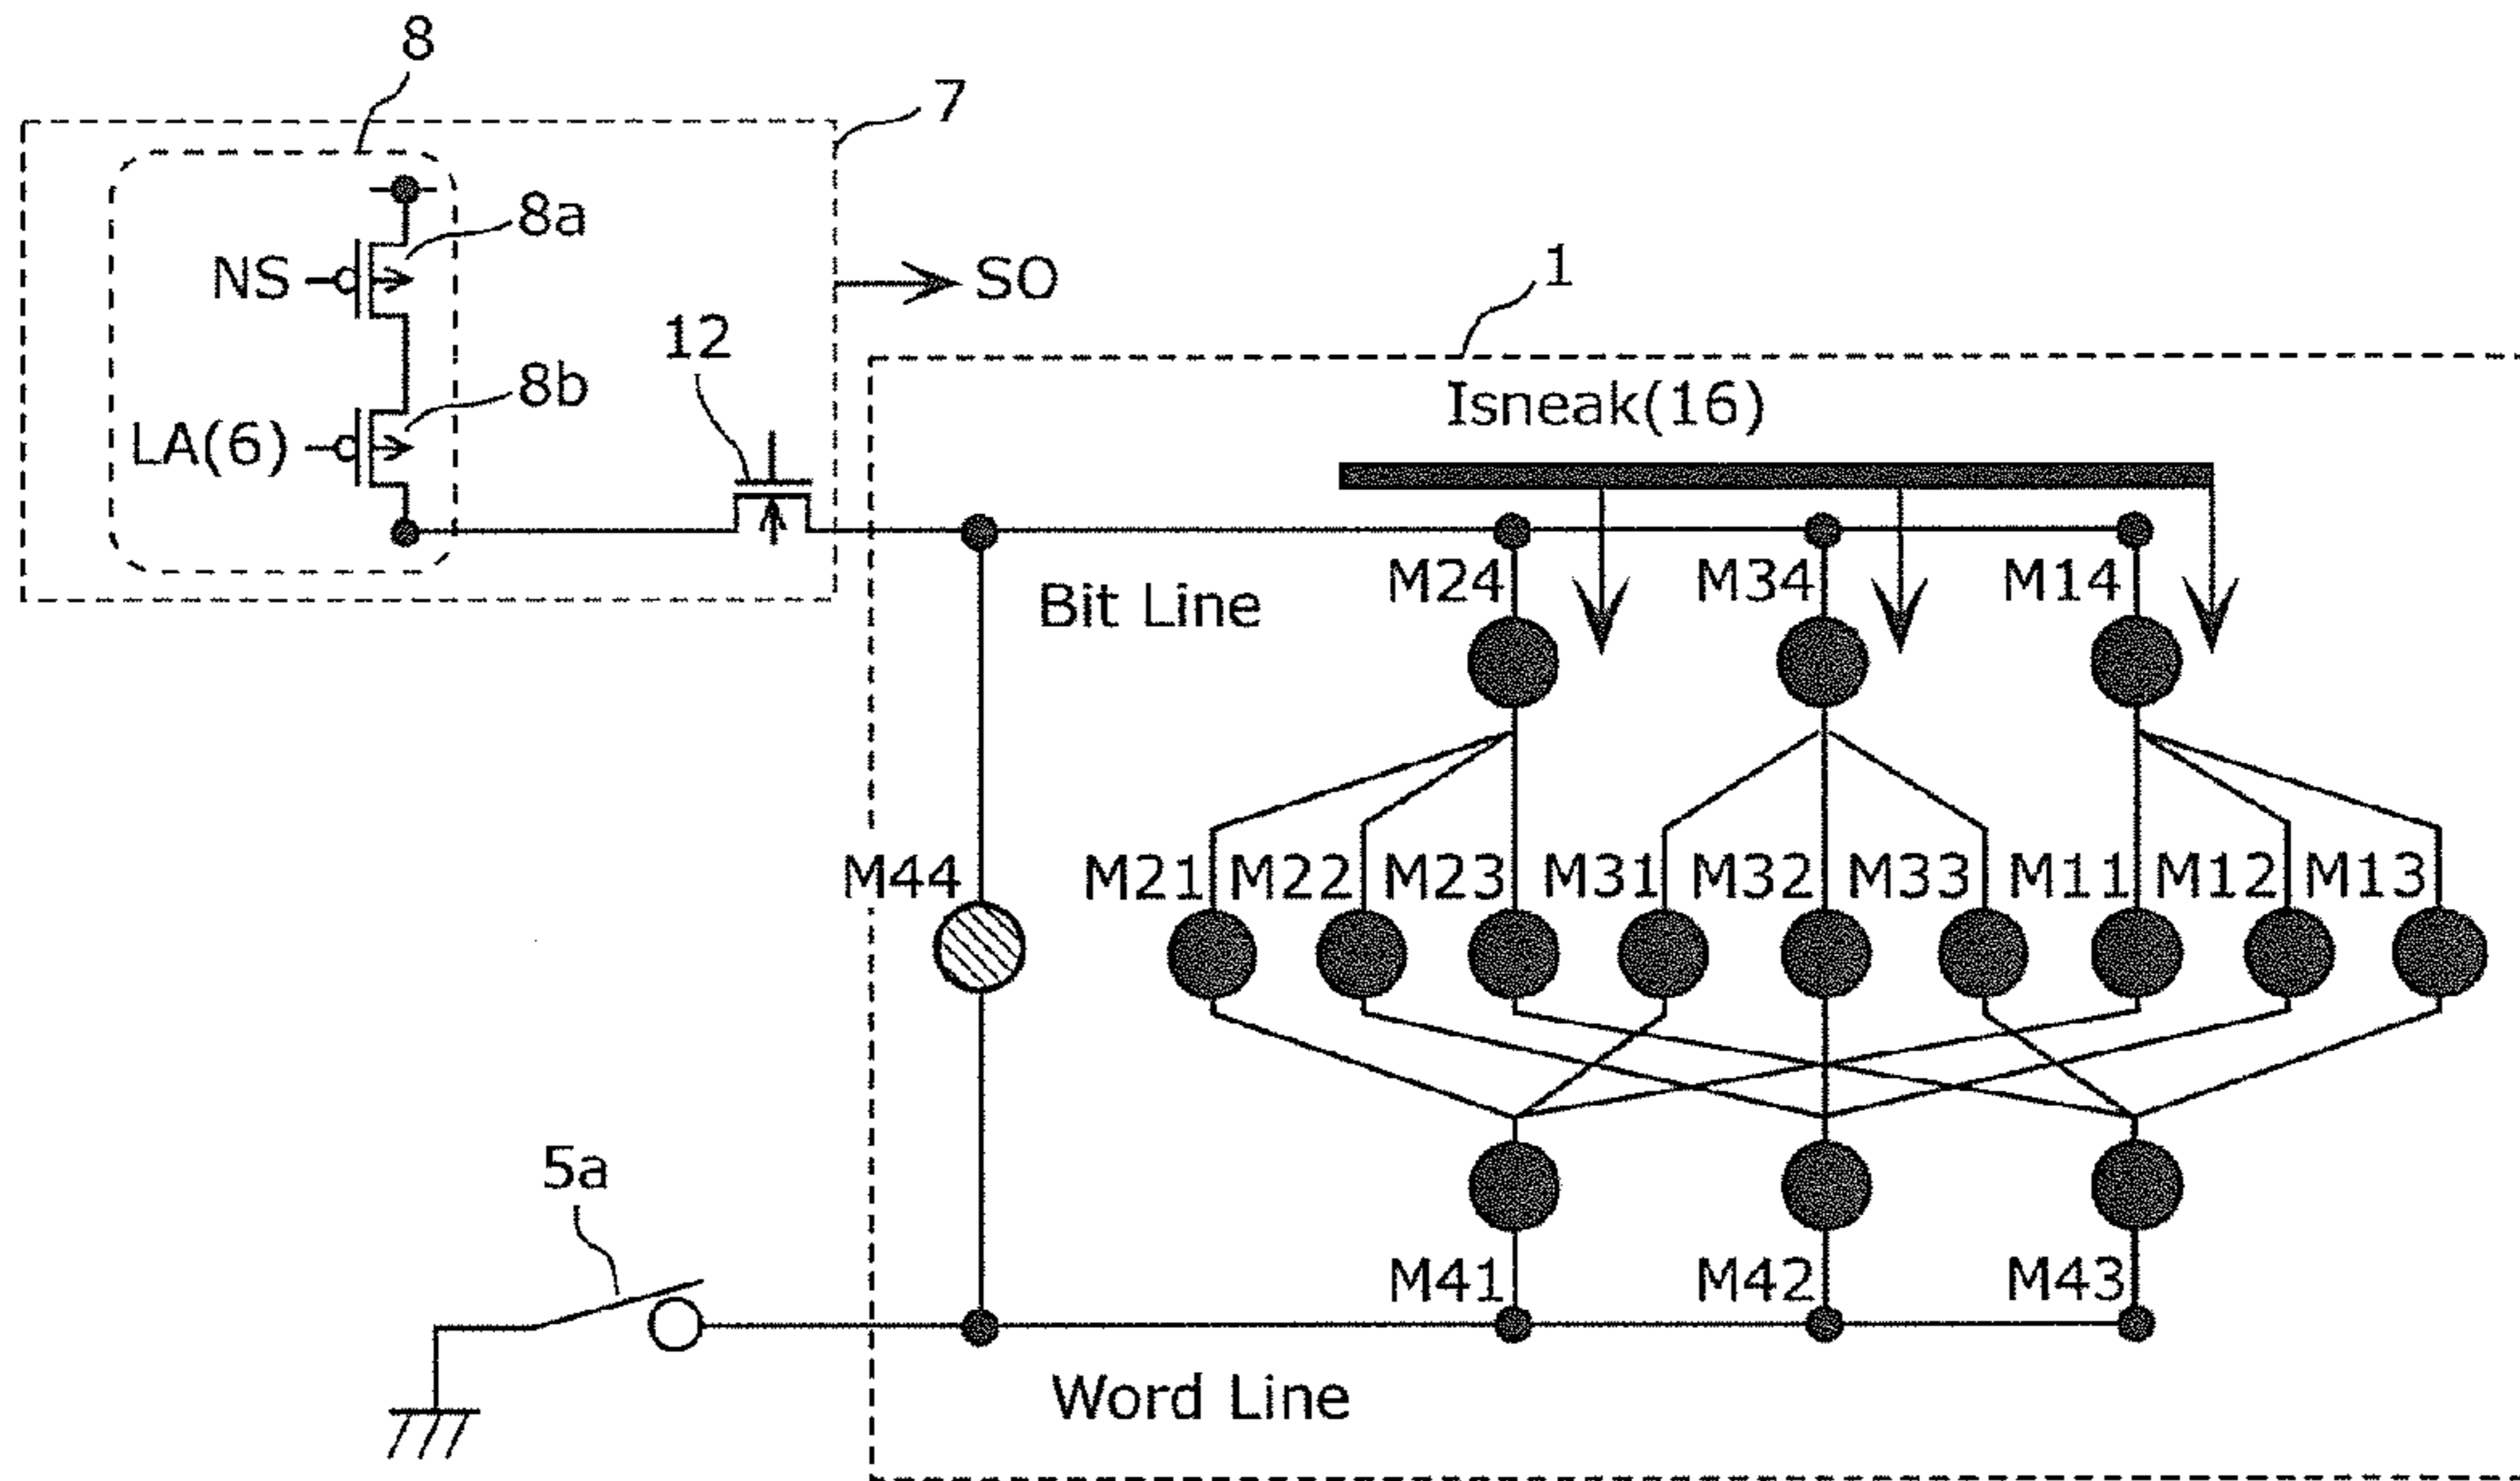 8
7
8a
NS
SO
1
12
8b
Isneak(16)
LA(6)
M24 M34 M14
Bit Line
M44 M21 M22 M23 M31 M32 M33 M11 M12 M13
5a
M41 M42 M43
Word Line